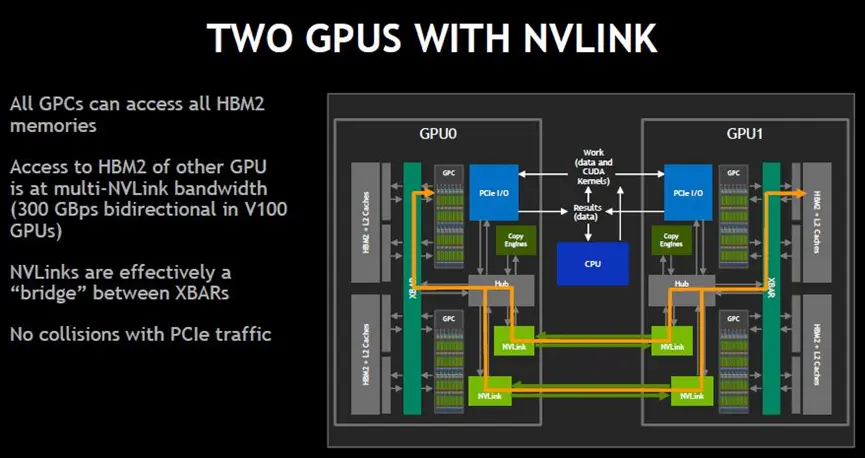 TWO GPUS WITH NVLINK
All GPCs can access all HBM2
memories
Access to HBM2 of other GPU
is at multi-NVLink bandwidth
(300 GBps bidirectional in V100
GPUs)
NVLinks are effectively a
“bridge” between XBARs
No collisions with PCIe traffic
GPU0
HBM2 + L2 Caches
HBM2 + L2 Caches
XBAR
GPC
GPC
PCIe I/O
Copy
Engines
Hub
NVLink
NVLink
Work
(data and
CUDA
Kernels)
Results
(data)
CPU
GPU1
PCIe I/O
Copy
Engines
Hub
NVLink
NVLink
GPC
GPC
XBAR
HBM2 + L2 Caches
HBM2 + L2 Caches